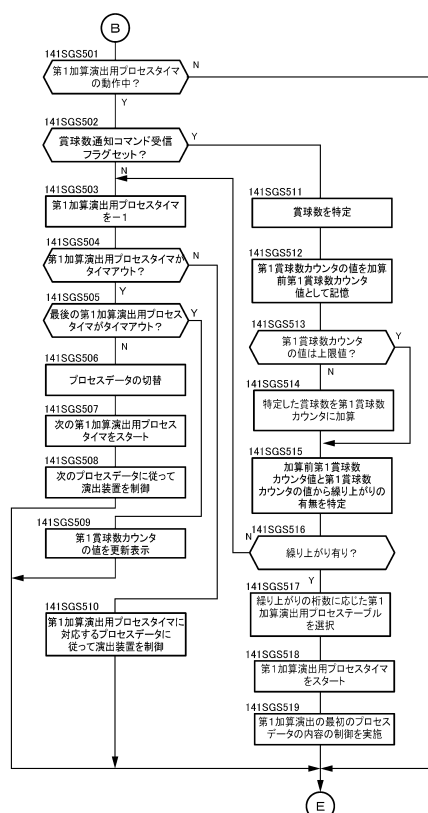 B
141SGS501
第1加算演出用プロセスタイマ
の動作中？
N
Y
141SGS502
賞球数通知コマンド受信
フラグセット？
Y
N
141SGS503
第1加算演出用プロセスタイマ
を－1
141SGS504
第1加算演出用プロセスタイマが
タイマアウト？
N
Y
141SGS505
最後の第1加算演出用プロセス
タイマがタイマアウト？
Y
N
141SGS506
プロセスデータの切替
141SGS507
次の第1加算演出用プロセス
タイマをスタート
141SGS508
次のプロセスデータに従って
演出装置を制御
141SGS509
第1賞球数カウンタ
の値を更新表示
141SGS510
第1加算演出用プロセスタイマに
対応するプロセスデータに
従って演出装置を制御
141SGS511
賞球数を特定
141SGS512
第1賞球数カウンタの値を加算
前第1賞球数カウンタ
値として記憶
141SGS513
第1賞球数カウンタ
の値は上限値？
Y
N
141SGS514
特定した賞球数を第1賞球数
カウンタに加算
141SGS515
加算前第1賞球数
カウンタ値と第1賞球数
カウンタの値から繰り上がりの
有無を特定
141SGS516
繰り上がり有り？
N
Y
141SGS517
繰り上がりの桁数に応じた第1
加算演出用プロセステーブル
を選択
141SGS518
第1加算演出用プロセスタイマ
をスタート
141SGS519
第1加算演出の最初のプロセス
データの内容の制御を実施
E